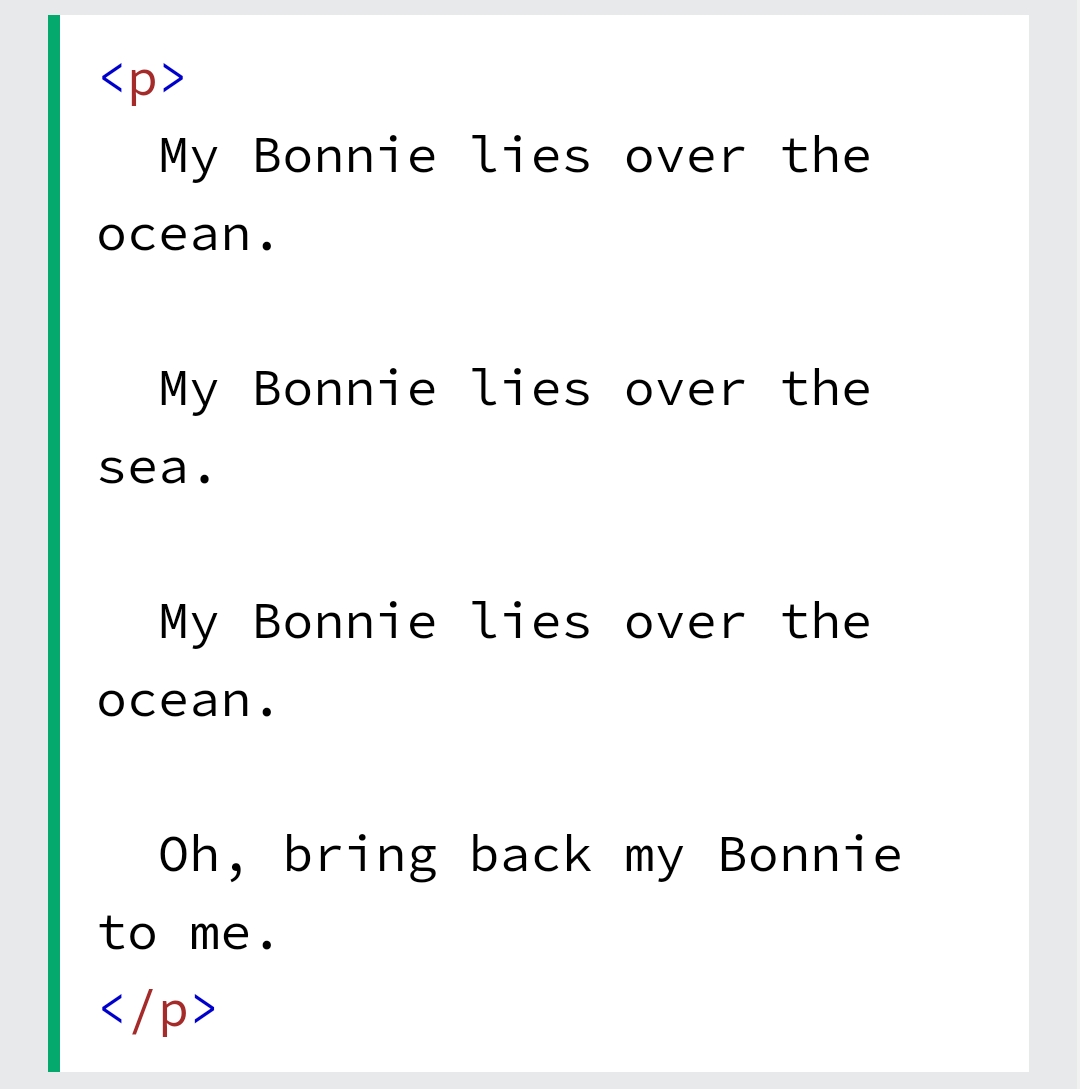 <p>
My Bonnie lies over the
ocean.
My Bonnie lies over the
sea.
My Bonnie lies over the
ocean.
Oh, bring back my Bonnie
to me.
</p>